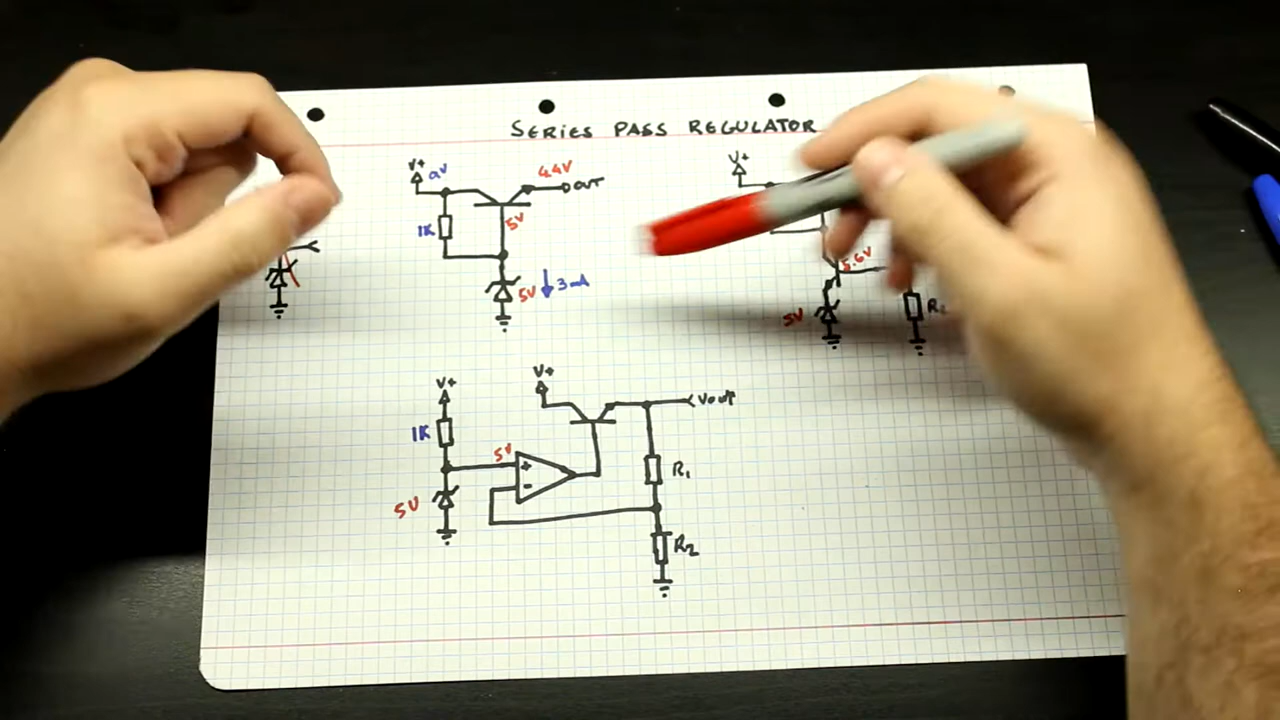 SERIES PASS REGULATOR
V+
4.4V
OUT
1K
5V
5V
3mA
V+
5.6V
5V
V+
1K
5V
5V
V+
Vout
R1
R2